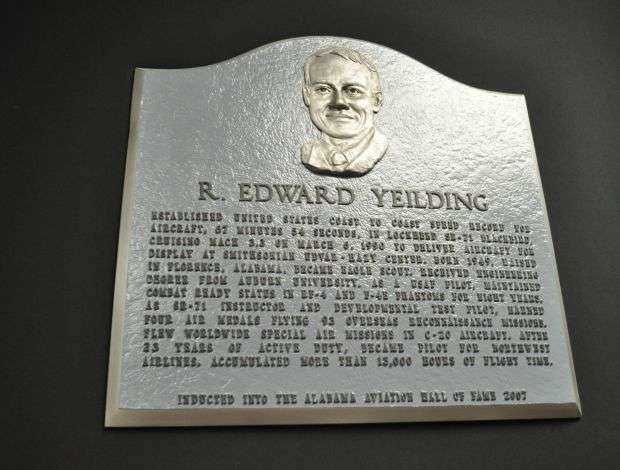 R. EDWARD YEILDING
ESTABLISHED UNITED STATES COAST TO COAST SPEED RECORD FOR
AIRCRAFT, 67 MINUTES 54 SECONDS, IN LOCKHEED SR-71 BLACKBIRD,
CRUISING MACH 3.3 ON MARCH 6, 1990 TO DELIVER AIRCRAFT FOR
DISPLAY AT SMITHSONIAN UDVAR-HAZY CENTER. BORN 1949, RAISED
IN FLORENCE, ALABAMA, BECAME EAGLE SCOUT. RECEIVED ENGINEERING
DEGREE FROM AUBURN UNIVERSITY. AS A USAF PILOT, MAINTAINED
COMBAT READY STATUS IN RF-4 AND F-4E PHANTOMS FOR EIGHT YEARS.
AS SR-71 INSTRUCTOR AND DEVELOPMENTAL TEST PILOT, EARNED
FOUR AIR MEDALS FLYING 93 OVERSEAS RECONNAISSANCE MISSIONS.
FLEW WORLDWIDE SPECIAL AIR MISSIONS IN C-20 AIRCRAFT. AFTER
23 YEARS OF ACTIVE DUTY, BECAME PILOT FOR NORTHWEST
AIRLINES. ACCUMULATED MORE THAN 13,000 HOURS OF FLIGHT TIME.
INDUCTED INTO THE ALABAMA AVIATION HALL OF FAME 2007